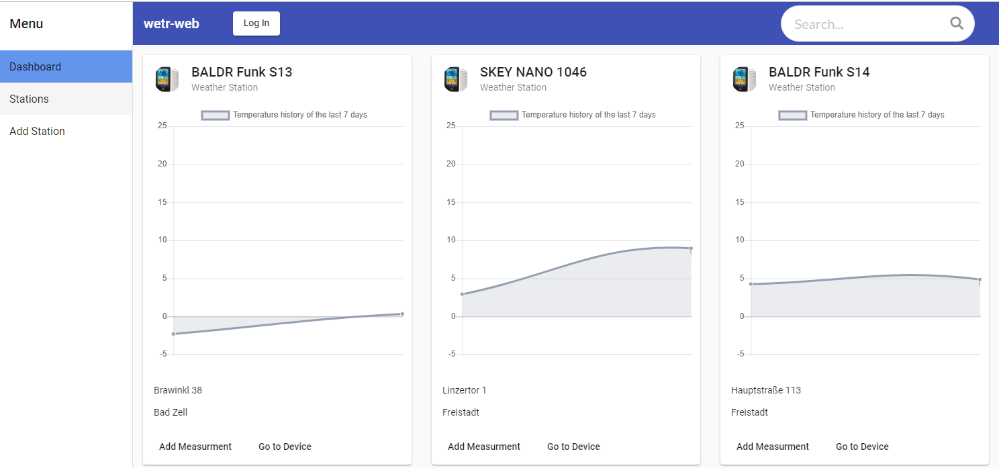 Menu
Dashboard
Stations
Add Station
wetr-web
Log In
Search...
BALDR Funk S13
Weather Station
Temperature history of the last 7 days
25
20
15
10
5
0
-5
Brawinkl 38
Bad Zell
Add Measurment Go to Device
SKEY NANO 1046
Weather Station
Temperature history of the last 7 days
25
20
15
10
5
0
-5
Linzertor 1
Freistadt
Add Measurment Go to Device
BALDR Funk S14
Weather Station
Temperature history of the last 7 days
25
20
15
10
5
0
-5
Hauptstraße 113
Freistadt
Add Measurment Go to Device